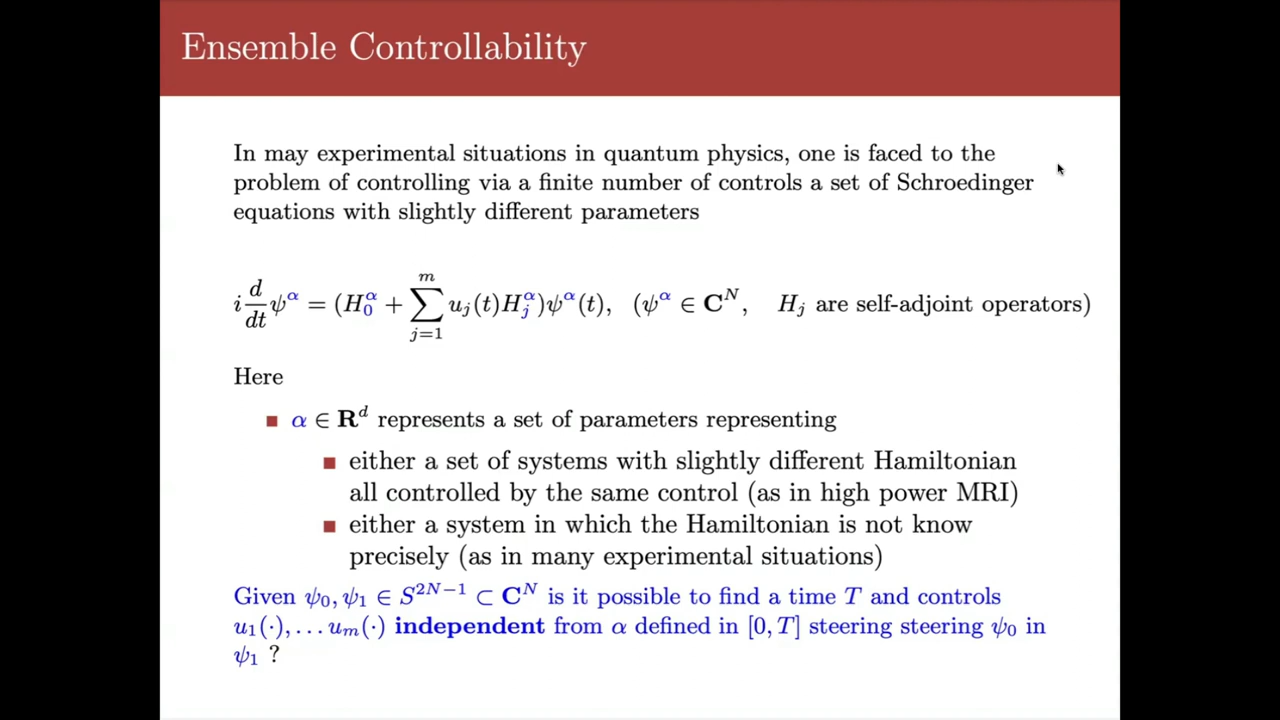 Ensemble Controllability
In may experimental situations in quantum physics, one is faced to the
problem of controlling via a finite number of controls a set of Schroedinger
equations with slightly different parameters
i d/dt ψ^α = (H_0^α + ∑_{j=1}^{m} u_j(t)H_j^α)ψ^α(t), (ψ^α ∈ C^N, H_j are self-adjoint operators)
Here
■ α ∈ R^d represents a set of parameters representing
■ either a set of systems with slightly different Hamiltonian
all controlled by the same control (as in high power MRI)
■ either a system in which the Hamiltonian is not know
precisely (as in many experimental situations)
Given ψ_0, ψ_1 ∈ S^{2N−1} ⊂ C^N is it possible to find a time T and controls
u_1(·), … u_m(·) independent from α defined in [0, T] steering steering ψ_0 in
ψ_1 ?